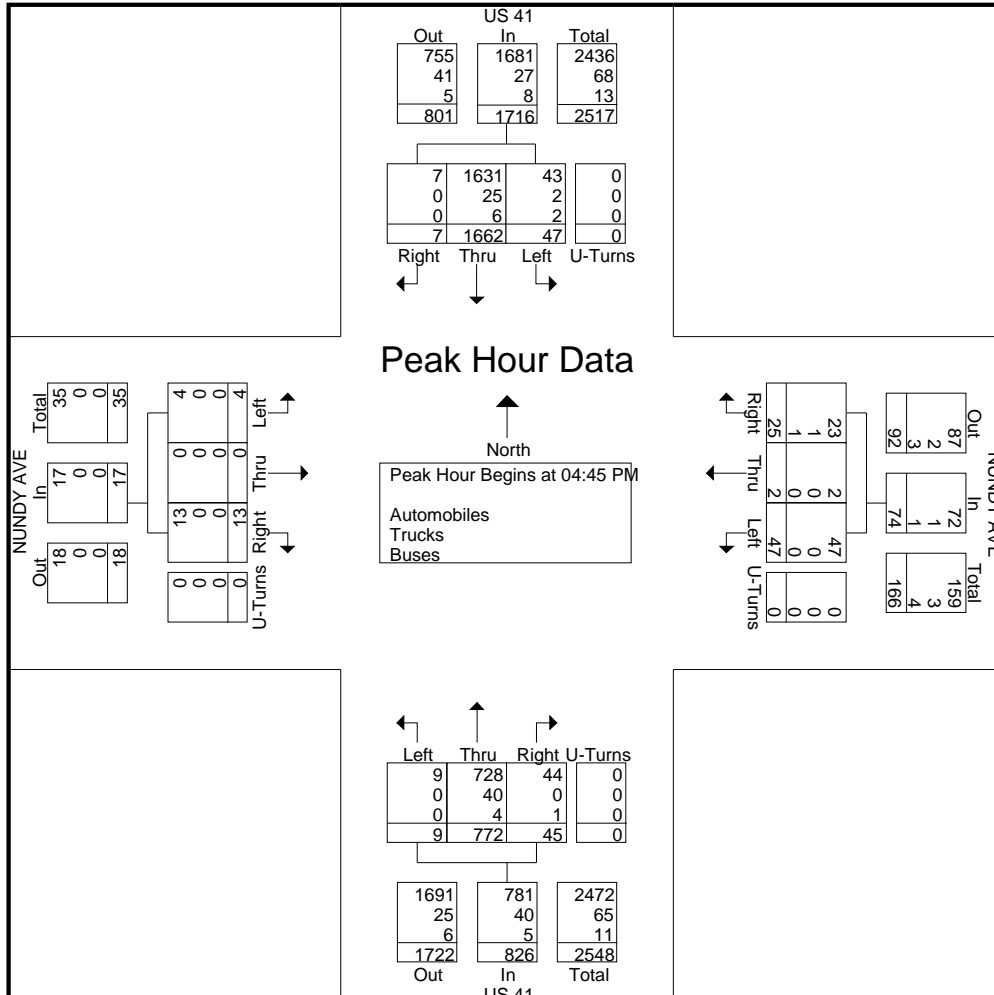 US 41
Out In Total
755 1681 2436
41 27 68
5 8 13
801 1716 2517
7 1631 43 0
0 25 2 0
0 6 2 0
7 1662 47 0
Right Thru Left U-Turns
Peak Hour Data
North
Peak Hour Begins at 04:45 PM
Automobiles
Trucks
Buses
NUNDY AVE
Out In Total
18 17 35
0 0 0
0 0 0
18 17 35
U-Turns Right Thru Left
0 13 0 4
0 0 0 0
0 0 0 0
0 13 0 4
NUNDY AVE
Out In Total
87 72 159
2 1 3
3 1 4
92 74 166
23 2 47 0
1 0 0 0
1 0 0 0
25 2 47 0
Right Thru Left U-Turns
Left Thru Right U-Turns
9 728 44 0
0 40 0 0
0 4 1 0
9 772 45 0
1691 781 2472
25 40 65
6 5 11
1722 826 2548
Out In Total
US 41